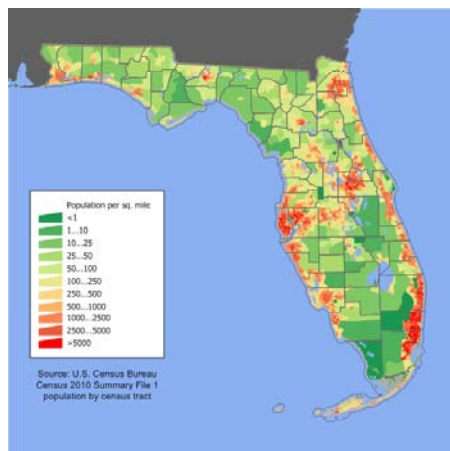 Population per sq. mile
<1
1...10
10...25
25...50
50...100
100...250
250...500
500...1000
1000...2500
2500...5000
>5000
Source: U.S. Census Bureau
Census 2010 Summary File 1
population by census tract